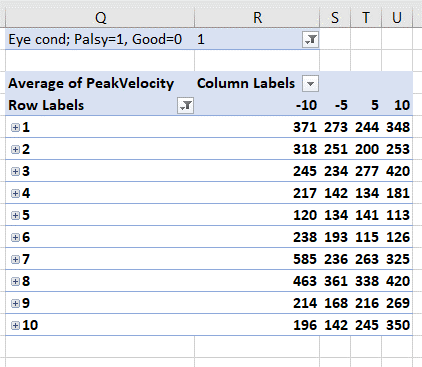 Q R S T U
Eye cond; Palsy=1, Good=0 1
Average of PeakVelocity Column Labels
Row Labels -10 -5 5 10
1 371 273 244 348
2 318 251 200 253
3 245 234 277 420
4 217 142 134 181
5 120 134 141 113
6 238 193 115 126
7 585 236 263 325
8 463 361 338 420
9 214 168 216 269
10 196 142 245 350